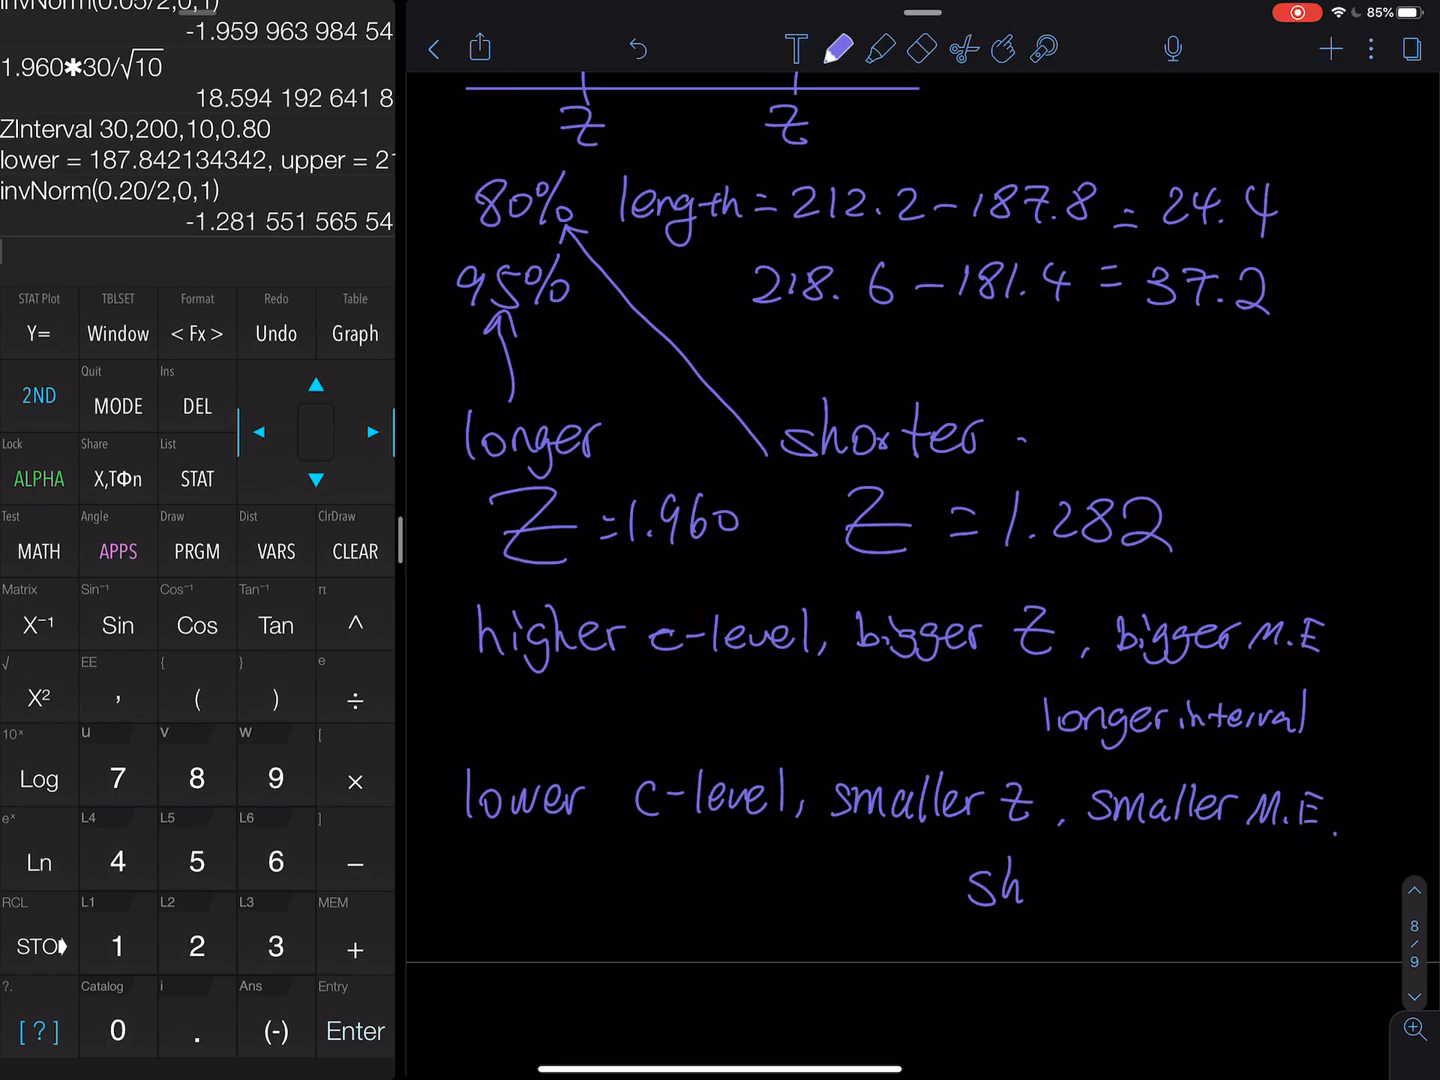 invNorm(0.05/2,0,1)
-1.959 963 984 54
1.960✱30/√10
18.594 192 641 8
ZInterval 30,200,10,0.80
lower = 187.842134342, upper = 21
invNorm(0.20/2,0,1)
-1.281 551 565 54
STAT Plot TBLSET Format Redo Table
Y= Window < Fx > Undo Graph
Quit Ins
2ND MODE DEL
Lock Share List
ALPHA X,TΦn STAT
Test Angle Draw Dist ClrDraw
MATH APPS PRGM VARS CLEAR
Matrix Sin⁻¹ Cos⁻¹ Tan⁻¹ π
X⁻¹ Sin Cos Tan ^
√ EE { } e
X² , ( ) ÷
10ˣ u v w [
Log 7 8 9 ×
eˣ L4 L5 L6 ]
Ln 4 5 6 −
RCL L1 L2 L3 MEM
STO▸ 1 2 3 +
?. Catalog i Ans Entry
[ ? ] 0 . (-) Enter
85%
T
Z Z
80% length = 212.2 - 187.8 = 24.4
95% 218.6 - 181.4 = 37.2
longer shorter .
Z = 1.960 Z = 1.282
higher c-level, bigger Z, bigger M.E
longer interval
lower c-level, smaller Z, smaller M.E.
sh
8
/
9